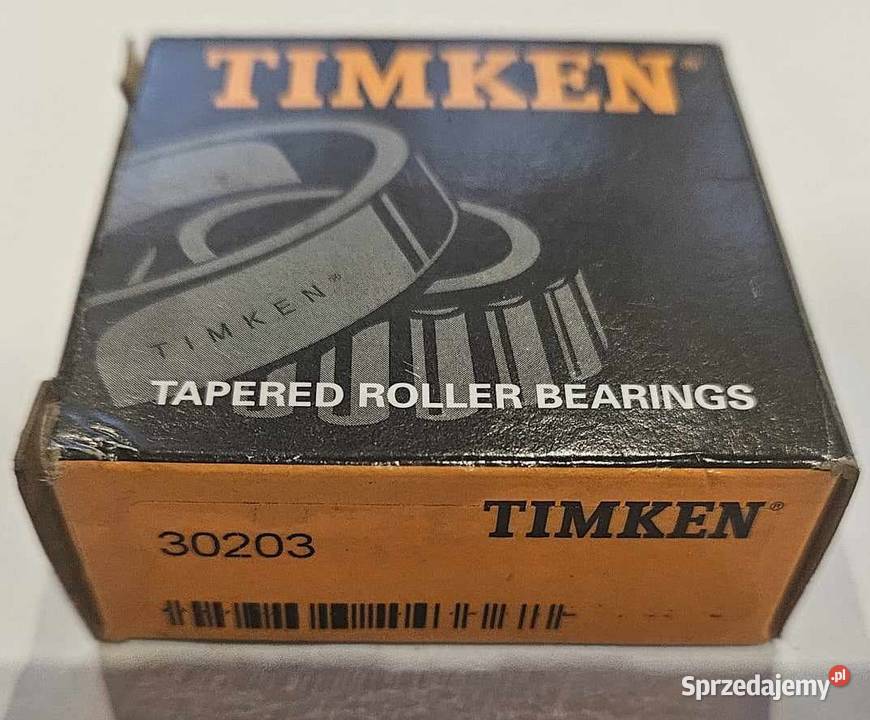 TIMKEN®
TIMKEN®
TAPERED ROLLER BEARINGS
TIMKEN®
30203
Sprzedajemy.pl